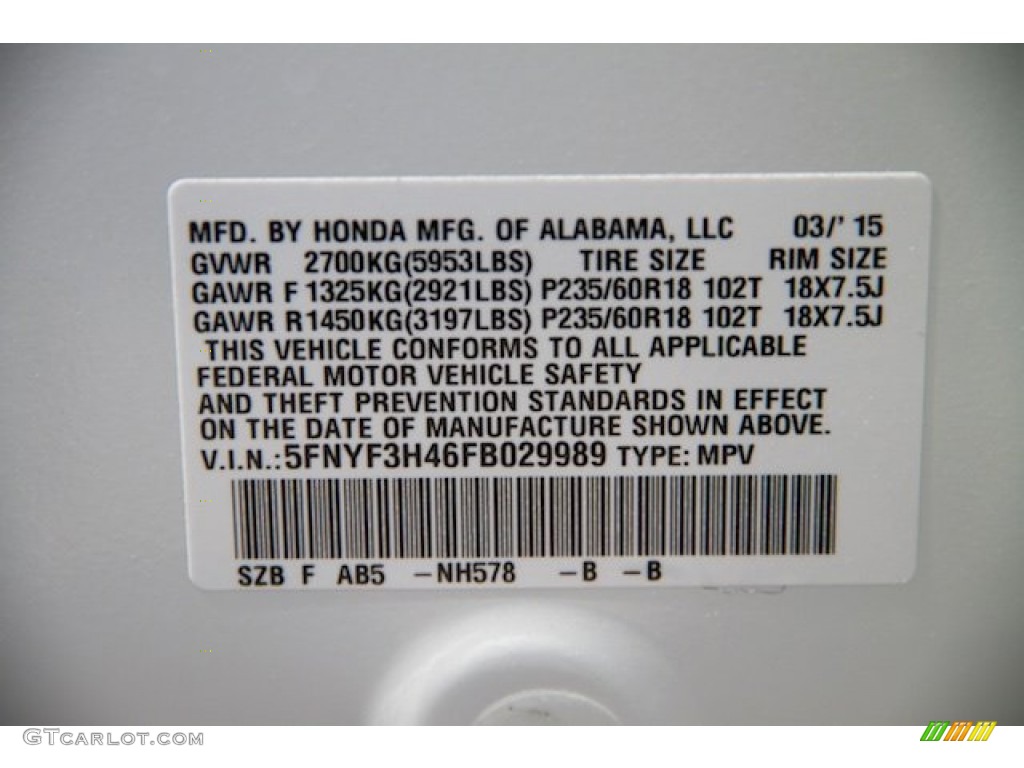 MFD. BY HONDA MFG. OF ALABAMA, LLC 03/' 15
GVWR 2700KG(5953LBS) TIRE SIZE RIM SIZE
GAWR F 1325KG(2921LBS) P235/60R18 102T 18X7.5J
GAWR R1450KG(3197LBS) P235/60R18 102T 18X7.5J
THIS VEHICLE CONFORMS TO ALL APPLICABLE
FEDERAL MOTOR VEHICLE SAFETY
AND THEFT PREVENTION STANDARDS IN EFFECT
ON THE DATE OF MANUFACTURE SHOWN ABOVE.
V.I.N.: 5FNYF3H46FB029989 TYPE: MPV
SZB F AB5 -NH578 -B -B
GTCARLOT.COM